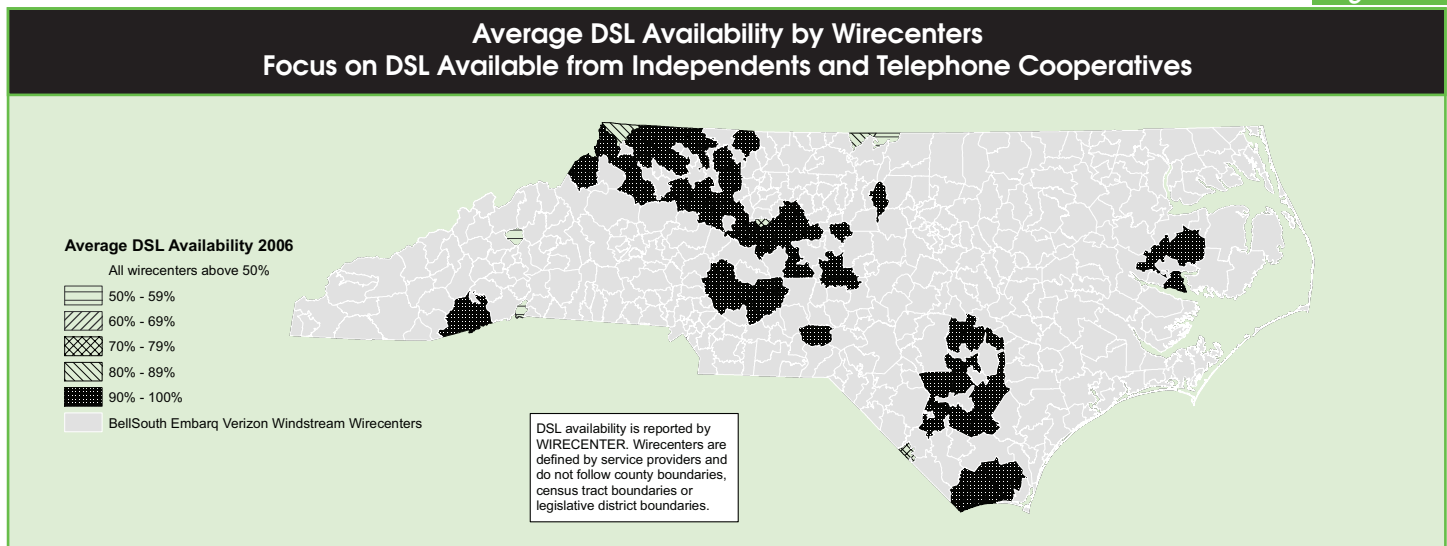 Average DSL Availability by Wirecenters
Focus on DSL Available from Independents and Telephone Cooperatives
Average DSL Availability 2006
All wirecenters above 50%
50% - 59%
60% - 69%
70% - 79%
80% - 89%
90% - 100%
BellSouth Embarq Verizon Windstream Wirecenters
DSL availability is reported by
WIRECENTER. Wirecenters are
defined by service providers and
do not follow county boundaries,
census tract boundaries or
legislative district boundaries.